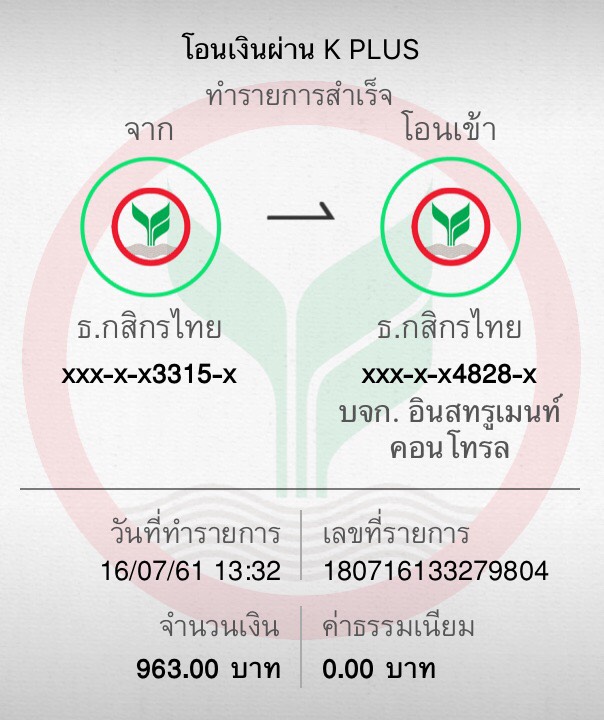 โอนเงินผ่าน K PLUS
ทำรายการสำเร็จ
จาก
โอนเข้า
ธ.กสิกรไทย
ธ.กสิกรไทย
xxx-x-x3315-x
xxx-x-x4828-x
บจก. อินสทรูเมนท์
คอนโทรล
วันที่ทำรายการ
เลขที่รายการ
16/07/61 13:32
180716133279804
จำนวนเงิน
ค่าธรรมเนียม
963.00 บาท
0.00 บาท